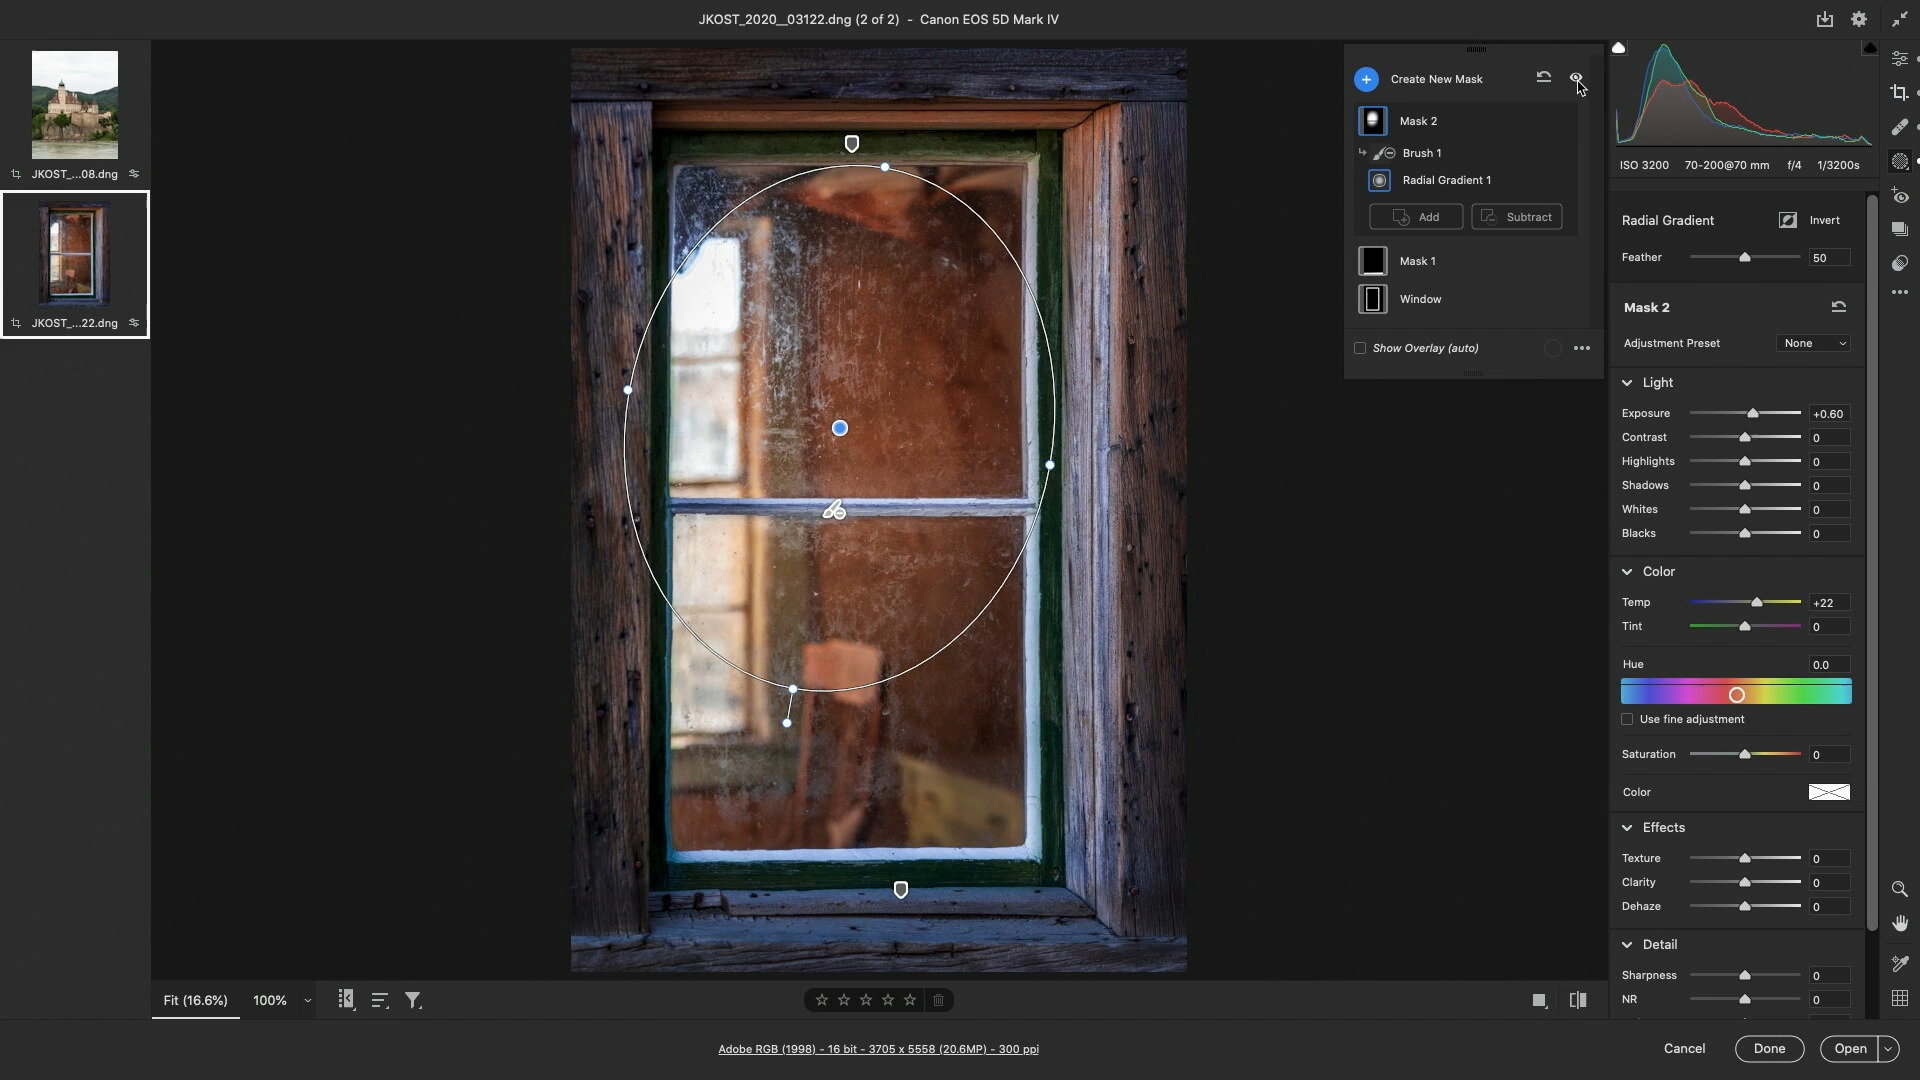 JKOST_2020__03122.dng (2 of 2) - Canon EOS 5D Mark IV
JKOST_...08.dng
JKOST_...22.dng
Create New Mask
Mask 2
Brush 1
Radial Gradient 1
Add
Subtract
Mask 1
Window
Show Overlay (auto)
ISO 3200 70-200@70 mm f/4 1/3200s
Radial Gradient Invert
Feather 50
Mask 2
Adjustment Preset None
Light
Exposure +0.60
Contrast 0
Highlights 0
Shadows 0
Whites 0
Blacks 0
Color
Temp +22
Tint 0
Hue 0.0
Use fine adjustment
Saturation 0
Color
Effects
Texture 0
Clarity 0
Dehaze 0
Detail
Sharpness 0
NR 0
Fit (16.6%) 100%
Adobe RGB (1998) - 16 bit - 3705 x 5558 (20.6MP) - 300 ppi
Cancel Done Open